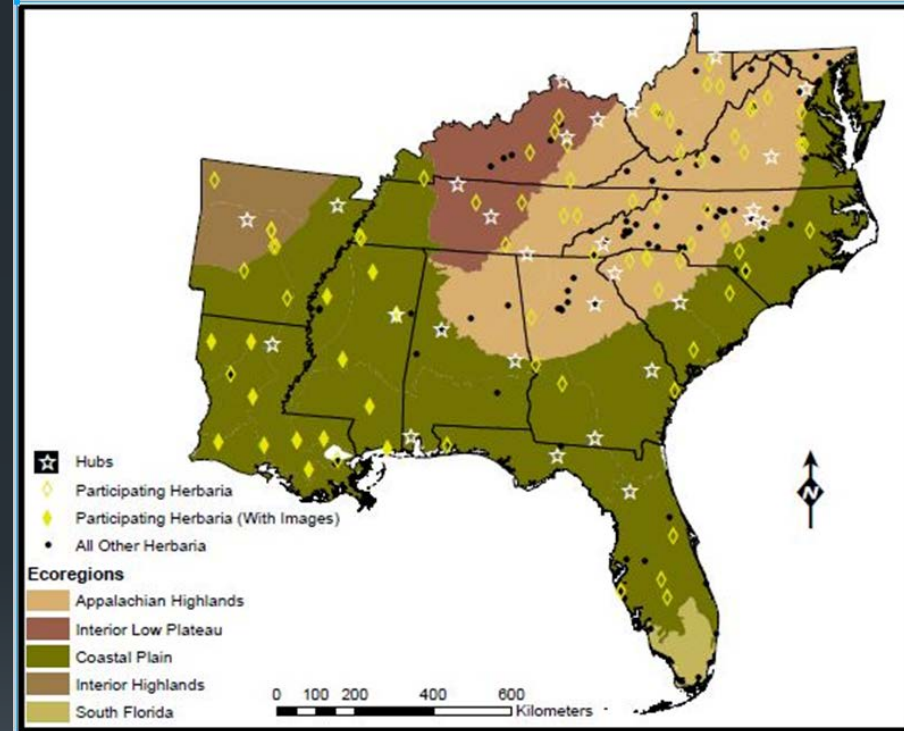 N
Hubs
Participating Herbaria
Participating Herbaria (With Images)
All Other Herbaria
Ecoregions
Appalachian Highlands
Interior Low Plateau
Coastal Plain
Interior Highlands
South Florida
0 100 200 400 600
Kilometers